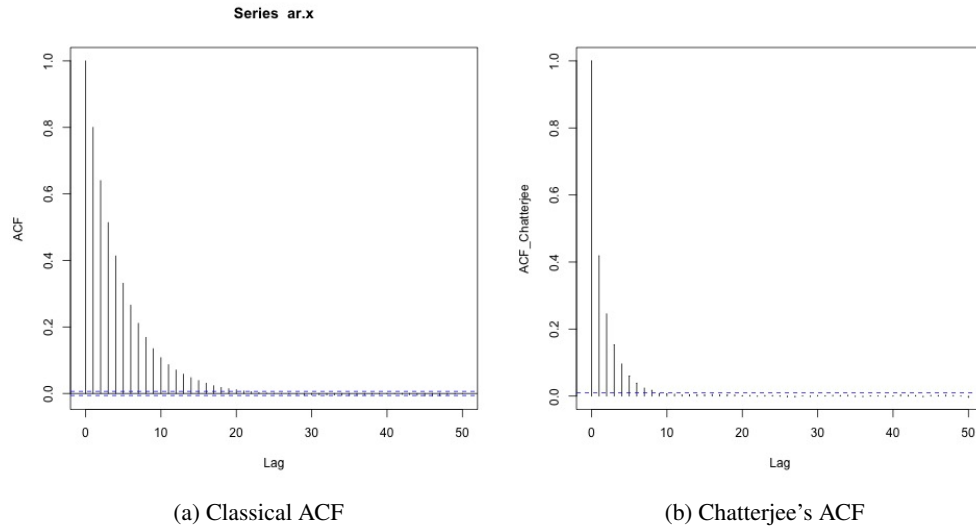 Series ar.x
ACF
1.0
0.8
0.6
0.4
0.2
0.0
0 10 20 30 40 50
Lag
(a) Classical ACF
ACF_Chatterjee
1.0
0.8
0.6
0.4
0.2
0.0
0 10 20 30 40 50
Lag
(b) Chatterjee's ACF